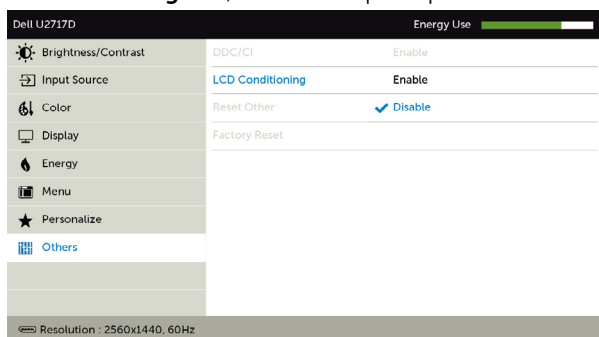 Dell U2717D Energy Use
Brightness/Contrast DDC/CI Enable
Input Source LCD Conditioning Enable
Color Reset Other Disable
Display Factory Reset
Energy
Menu
Personalize
Others
Resolution : 2560x1440, 60Hz